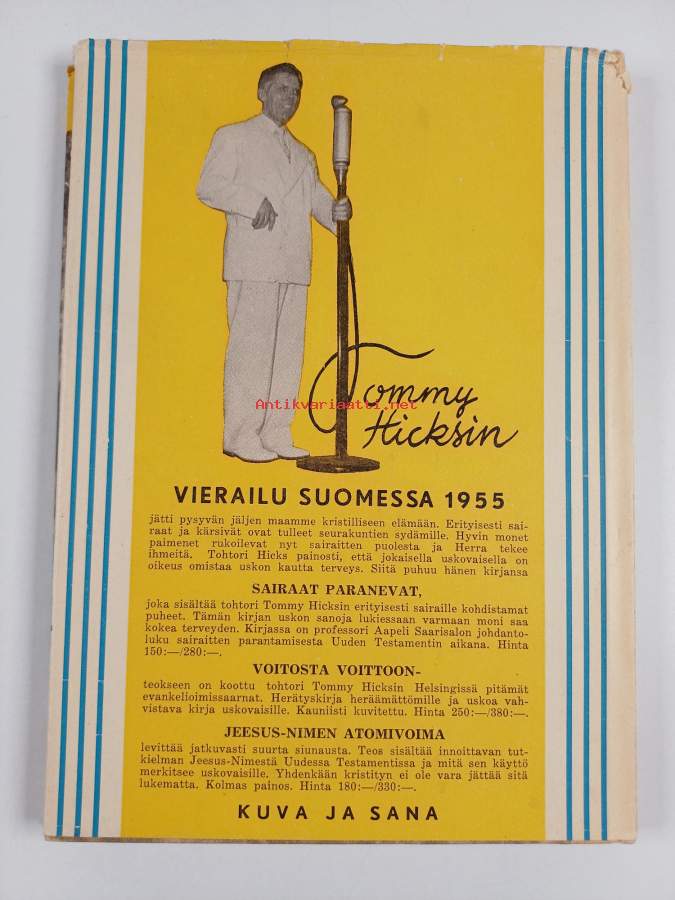 Tommy
Antikvariaatti.net
Hicksin
VIERAILU SUOMESSA 1955
jätti pysyvän jäljen maamme kristilliseen elämään. Erityisesti sai-
raat ja kärsivät ovat tulleet seurakuntien sydämille. Hyvin monet
paimenet rukoilevat nyt sairaitten puolesta ja Herra tekee
ihmeitä. Tohtori Hicks painosti, että jokaisella uskovaisella on
oikeus omistaa uskon kautta terveys. Siitä puhuu hänen kirjansa
SAIRAAT PARANEVAT,
joka sisältää tohtori Tommy Hicksin erityisesti sairaille kohdistamat
puheet. Tämän kirjan uskon sanoja lukiessaan varmaan moni saa
kokea terveyden. Kirjassa on professori Aapeli Saarisalon johdanto-
luku sairaitten parantamisesta Uuden Testamentin aikana. Hinta
150:—/280:—.
VOITOSTA VOITTOON-
teokseen on koottu tohtori Tommy Hicksin Helsingissä pitämät
evankelioimissaarnat. Herätyskirja heräämättömille ja uskoa vah-
vistava kirja uskovaisille. Kauniisti kuvitettu. Hinta 250:—/380:—.
JEESUS-NIMEN ATOMIVOIMA
levittää jatkuvasti suurta siunausta. Teos sisältää innoittavan tut-
kielman Jeesus-Nimestä Uudessa Testamentissa ja mitä sen käyttö
merkitsee uskovaisille. Yhdenkään kristityn ei ole vara jättää sitä
lukematta. Kolmas painos. Hinta 180:—/330:—.
KUVA JA SANA